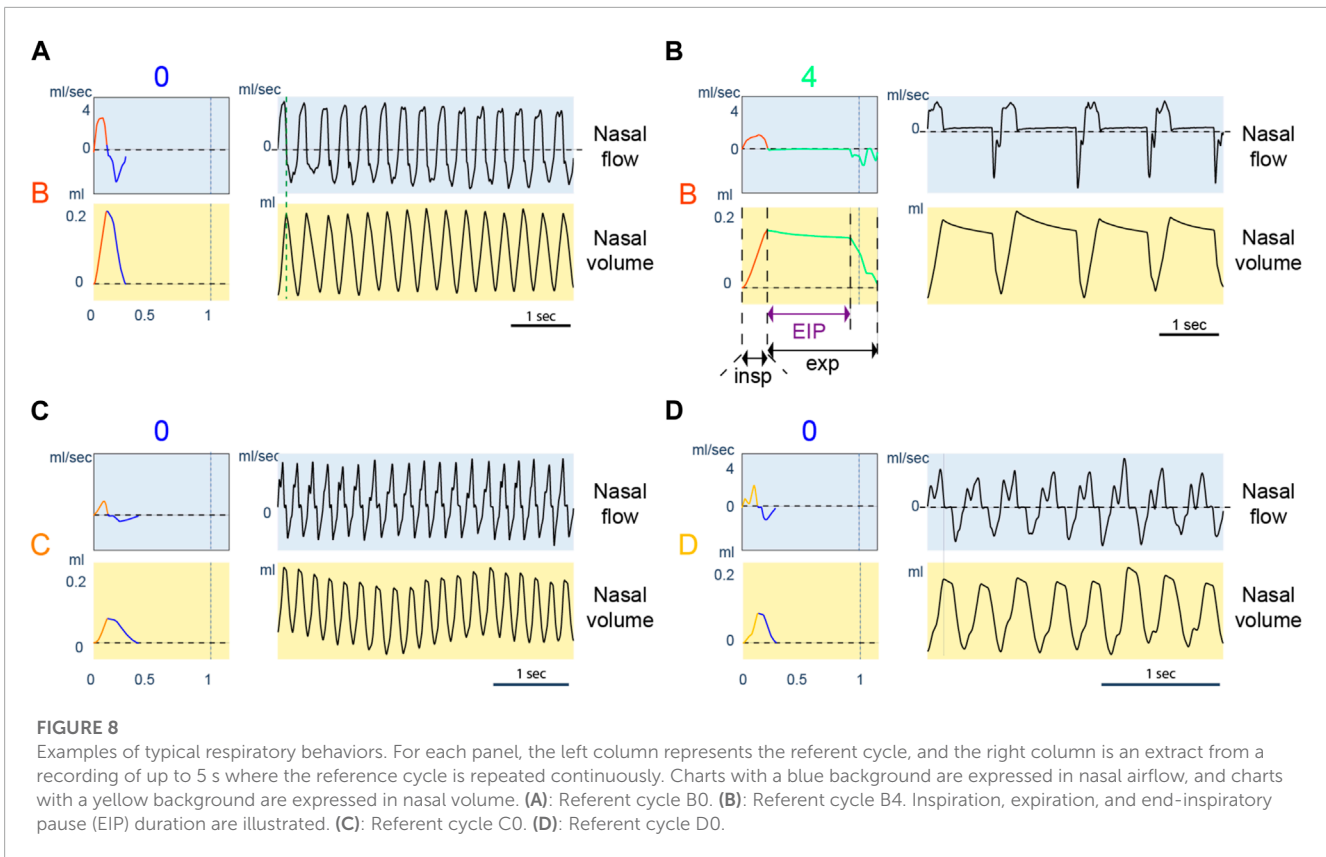 A
0
ml/sec
4
0
B
ml
0.2
0
0
0.5
1
ml/sec
0
ml
Nasal
flow
Nasal
volume
1 sec
B
4
ml/sec
4
0
B
ml
0.2
0
EIP
insp
exp
ml/sec
0
ml
Nasal
flow
Nasal
volume
1 sec
C
0
ml/sec
4
0
C
ml
0.2
0
0
0.5
1
ml/sec
0
ml
Nasal
flow
Nasal
volume
1 sec
D
0
ml/sec
4
0
D
ml
0.2
0
0
0.5
1
ml/sec
0
ml
Nasal
flow
Nasal
volume
1 sec
FIGURE 8
Examples of typical respiratory behaviors. For each panel, the left column represents the referent cycle, and the right column is an extract from a
recording of up to 5 s where the reference cycle is repeated continuously. Charts with a blue background are expressed in nasal airflow, and charts
with a yellow background are expressed in nasal volume. (A): Referent cycle B0. (B): Referent cycle B4. Inspiration, expiration, and end-inspiratory
pause (EIP) duration are illustrated. (C): Referent cycle C0. (D): Referent cycle D0.